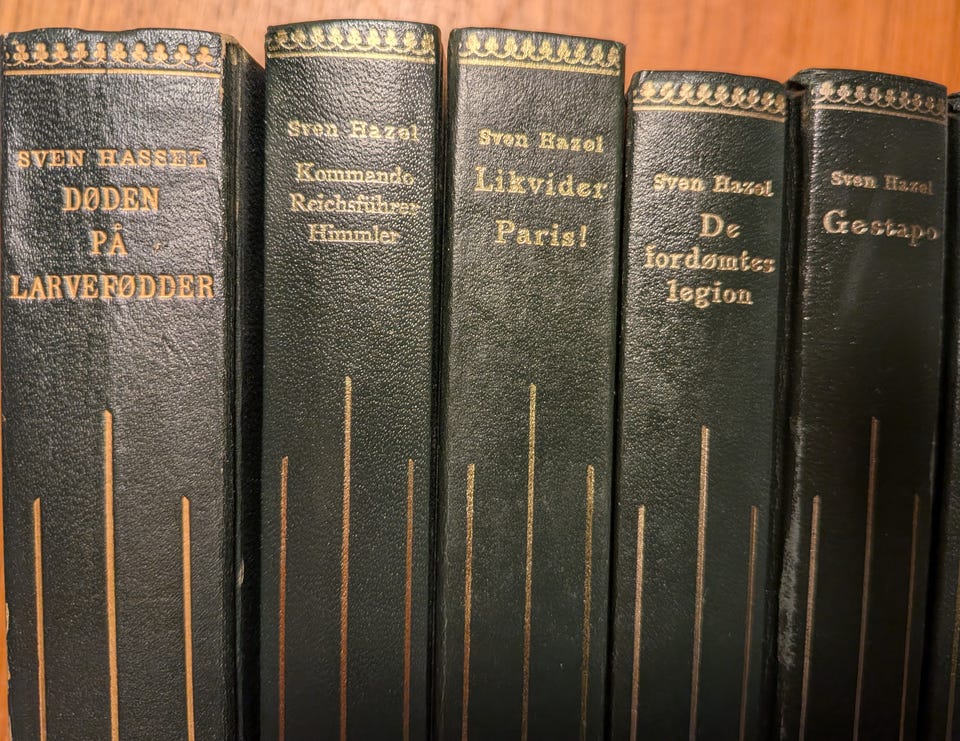 SVEN HASSEL
DØDEN
PÅ
LARVEFØDDER
Sven Hazel
Kommando
Reichsführer
Himmler
Sven Hazel
Likvider
Paris!
Sven Hazel
De
fordømtes
legion
Sven Hazel
Gestapo